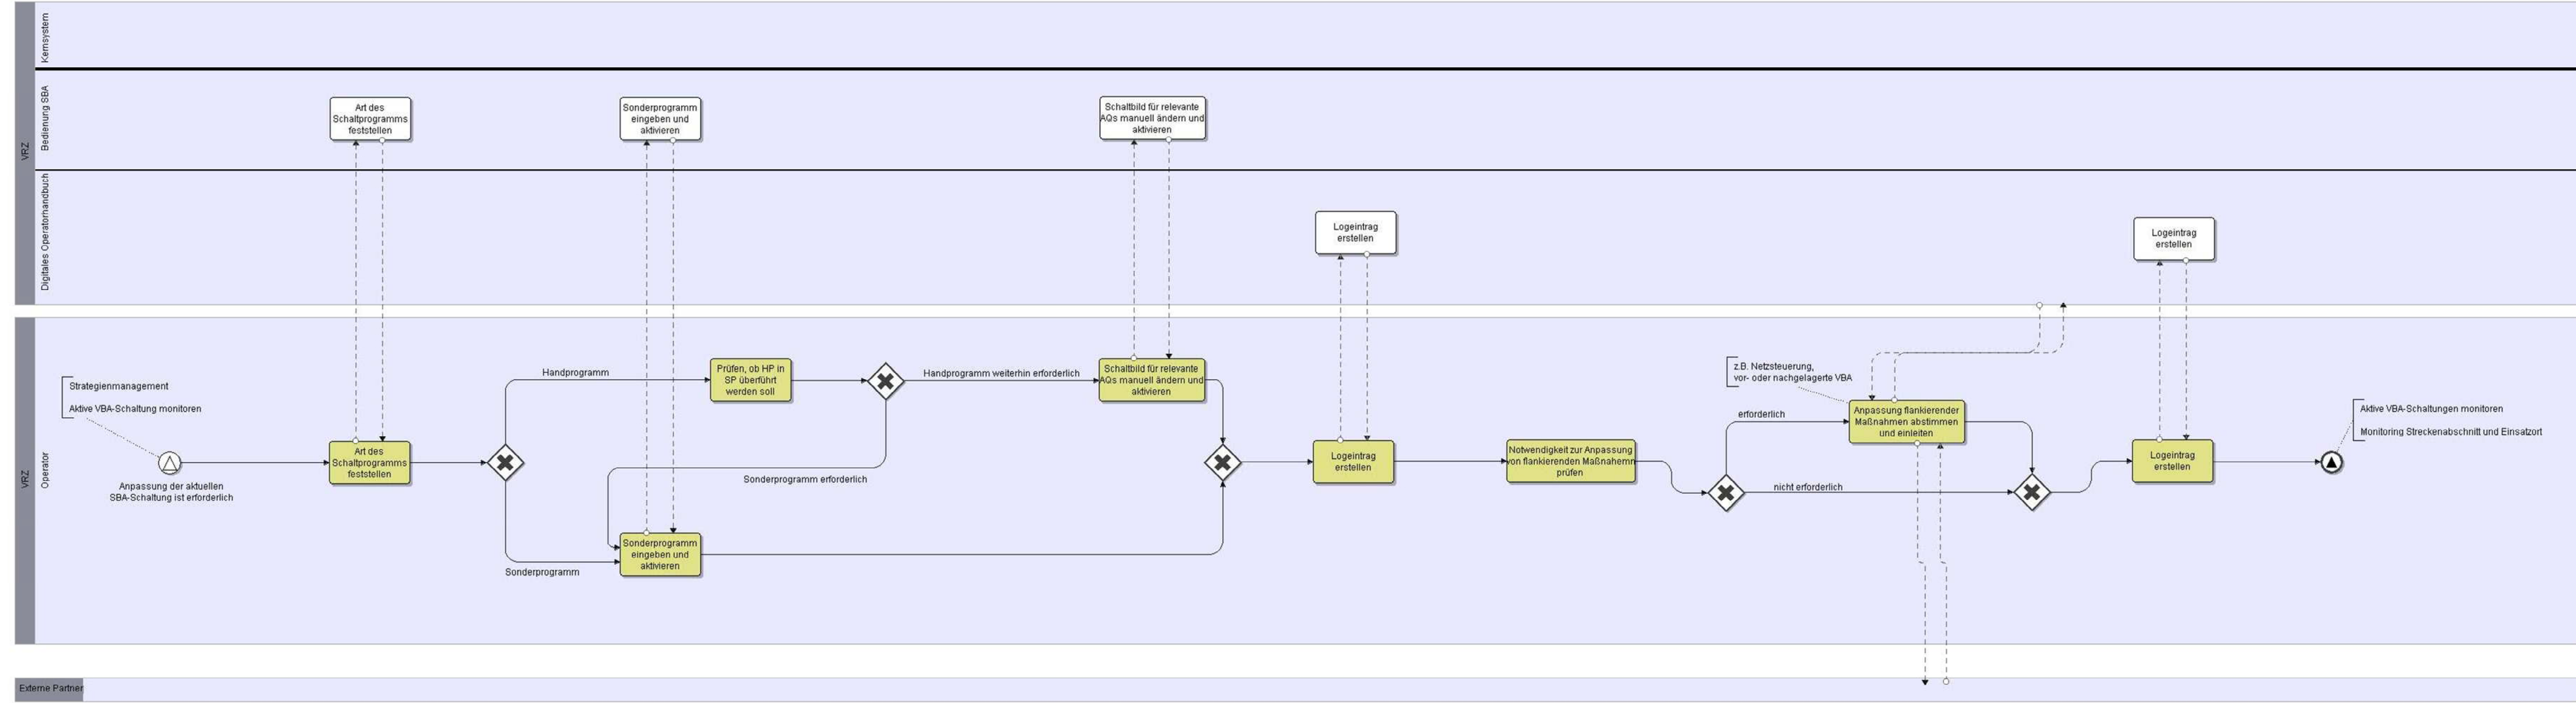 VRZ
Kernsystem
Bedienung SBA
Art des
Schaltprogramms
feststellen
Sonderprogramm
eingeben und
aktivieren
Schaltbild für relevante
AQs manuell ändern und
aktivieren
Digitales Operatorhandbuch
Logeintrag
erstellen
Logeintrag
erstellen
VRZ
Operator
Strategienmanagement
Aktive VBA-Schaltung monitoren
Anpassung der aktuellen
SBA-Schaltung ist erforderlich
Art des
Schaltprogramms
feststellen
Handprogramm
Prüfen, ob HP in
SP überführt
werden soll
Handprogramm weiterhin erforderlich
Schaltbild für relevante
AQs manuell ändern und
aktivieren
Sonderprogramm erforderlich
Sonderprogramm
Sonderprogramm
eingeben und
aktivieren
Logeintrag
erstellen
Notwendigkeit zur Anpassung
von flankierenden Maßnahemn
prüfen
z.B. Netzsteuerung,
vor- oder nachgelagerte VBA
erforderlich
Anpassung flankierender
Maßnahmen abstimmen
und einleiten
nicht erforderlich
Logeintrag
erstellen
Aktive VBA-Schaltungen monitoren
Monitoring Streckenabschnitt und Einsatzort
Externe Partner